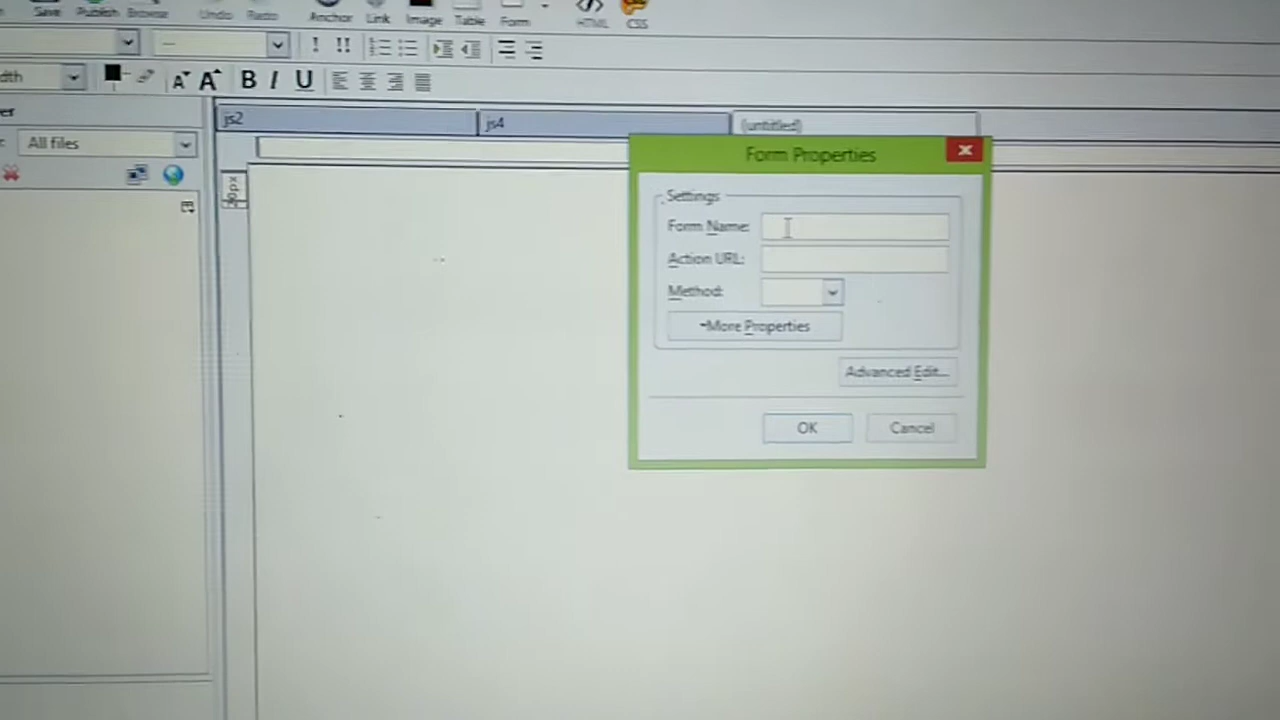 Save Publish Browse Undo Redo Anchor Link Image Table Form HTML CSS
! !!
A A B I U
js2 js4 (untitled)
All files
Form Properties
Settings
Form Name:
Action URL:
Method:
More Properties
Advanced Edit...
OK Cancel